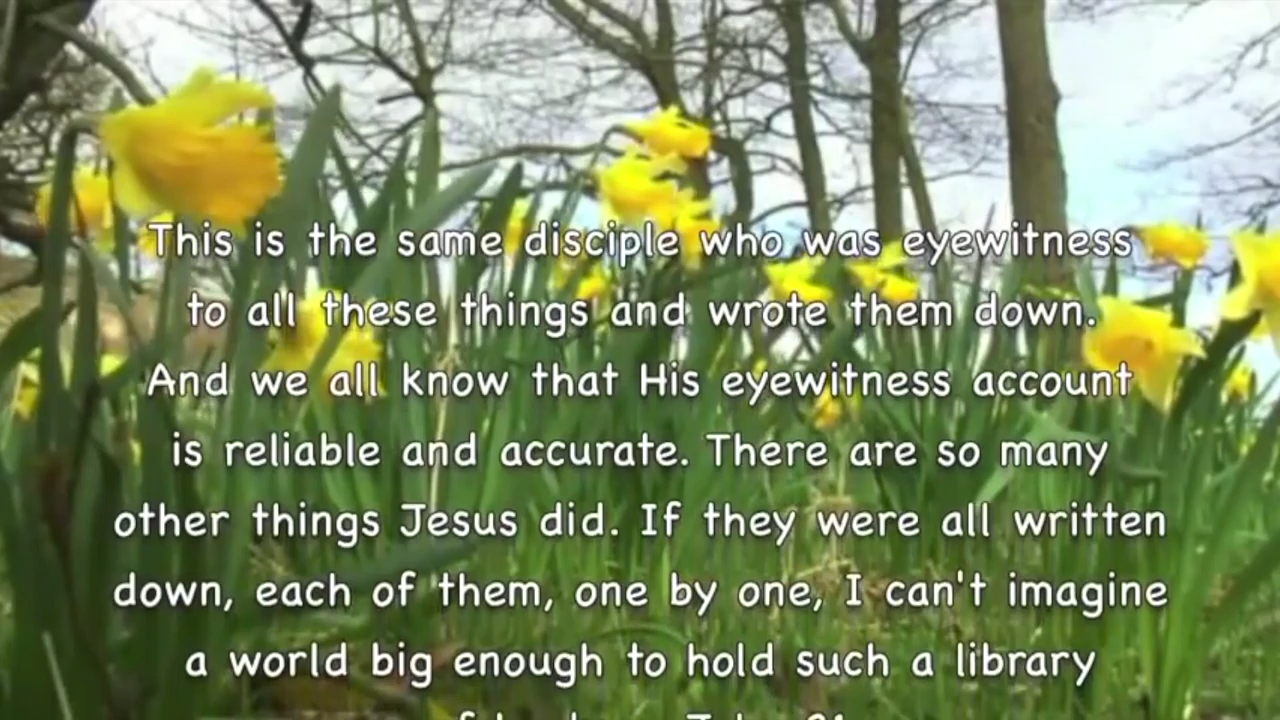 This is the same disciple who was eyewitness
to all these things and wrote them down.
And we all know that His eyewitness account
is reliable and accurate. There are so many
other things Jesus did. If they were all written
down, each of them, one by one, I can't imagine
a world big enough to hold such a library